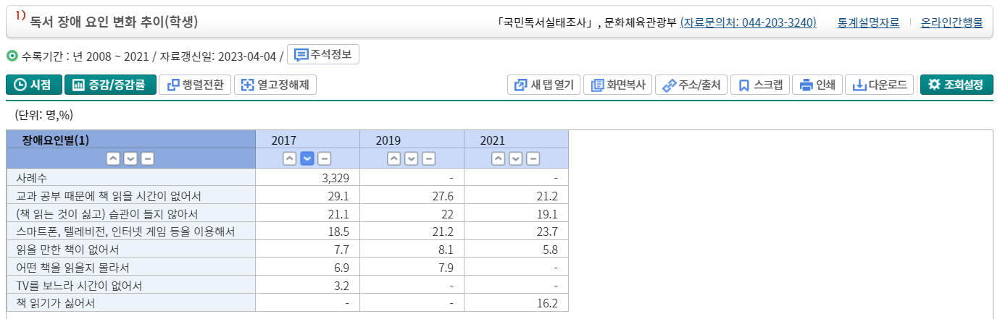 1) 독서 장애 요인 변화 추이(학생) 「국민독서실태조사」, 문화체육관광부 (자료문의처: 044-203-3240) 통계설명자료 온라인간행물
수록기간 : 년 2008 ~ 2021 / 자료갱신일: 2023-04-04 / 주석정보
시점 증감/증감률 행렬전환 열고정해제 새 탭 열기 화면복사 주소/출처 스크랩 인쇄 다운로드 조회설정
(단위: 명,%)
장애요인별(1) 2017 2019 2021
사례수 3,329 - -
교과 공부 때문에 책 읽을 시간이 없어서 29.1 27.6 21.2
(책 읽는 것이 싫고) 습관이 들지 않아서 21.1 22 19.1
스마트폰, 텔레비전, 인터넷 게임 등을 이용해서 18.5 21.2 23.7
읽을 만한 책이 없어서 7.7 8.1 5.8
어떤 책을 읽을지 몰라서 6.9 7.9 -
TV를 보느라 시간이 없어서 3.2 - -
책 읽기가 싫어서 - - 16.2